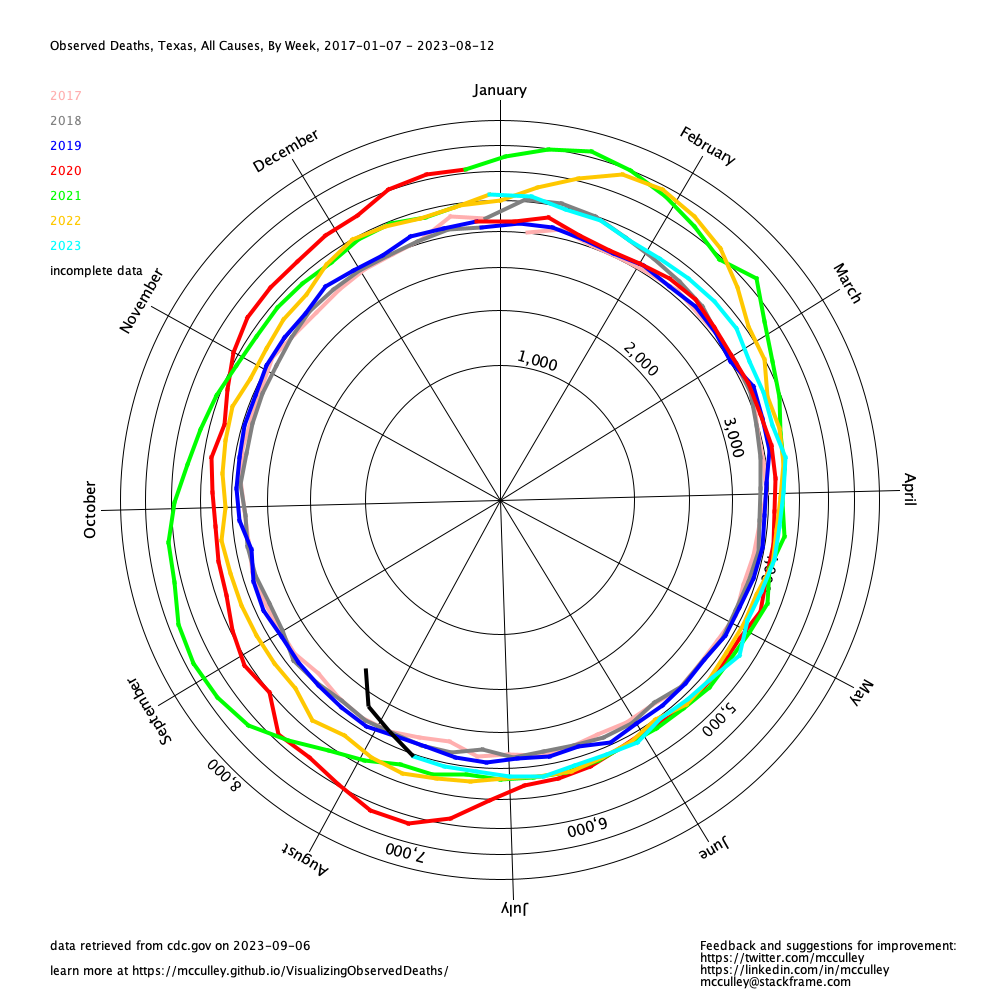 Observed Deaths, Texas, All Causes, By Week, 2017-01-07 - 2023-08-12
January
2017
2018
2019
2020
2021
2022
2023
incomplete data
December
February
November
March
1,000
2,000
3,000
April
October
May
September
5,000
8,000
6,000
7,000
June
August
July
data retrieved from cdc.gov on 2023-09-06
learn more at https://mcculley.github.io/VisualizingObservedDeaths/
Feedback and suggestions for improvement:
https://twitter.com/mcculley
https://linkedin.com/in/mcculley
mcculley@stackframe.com